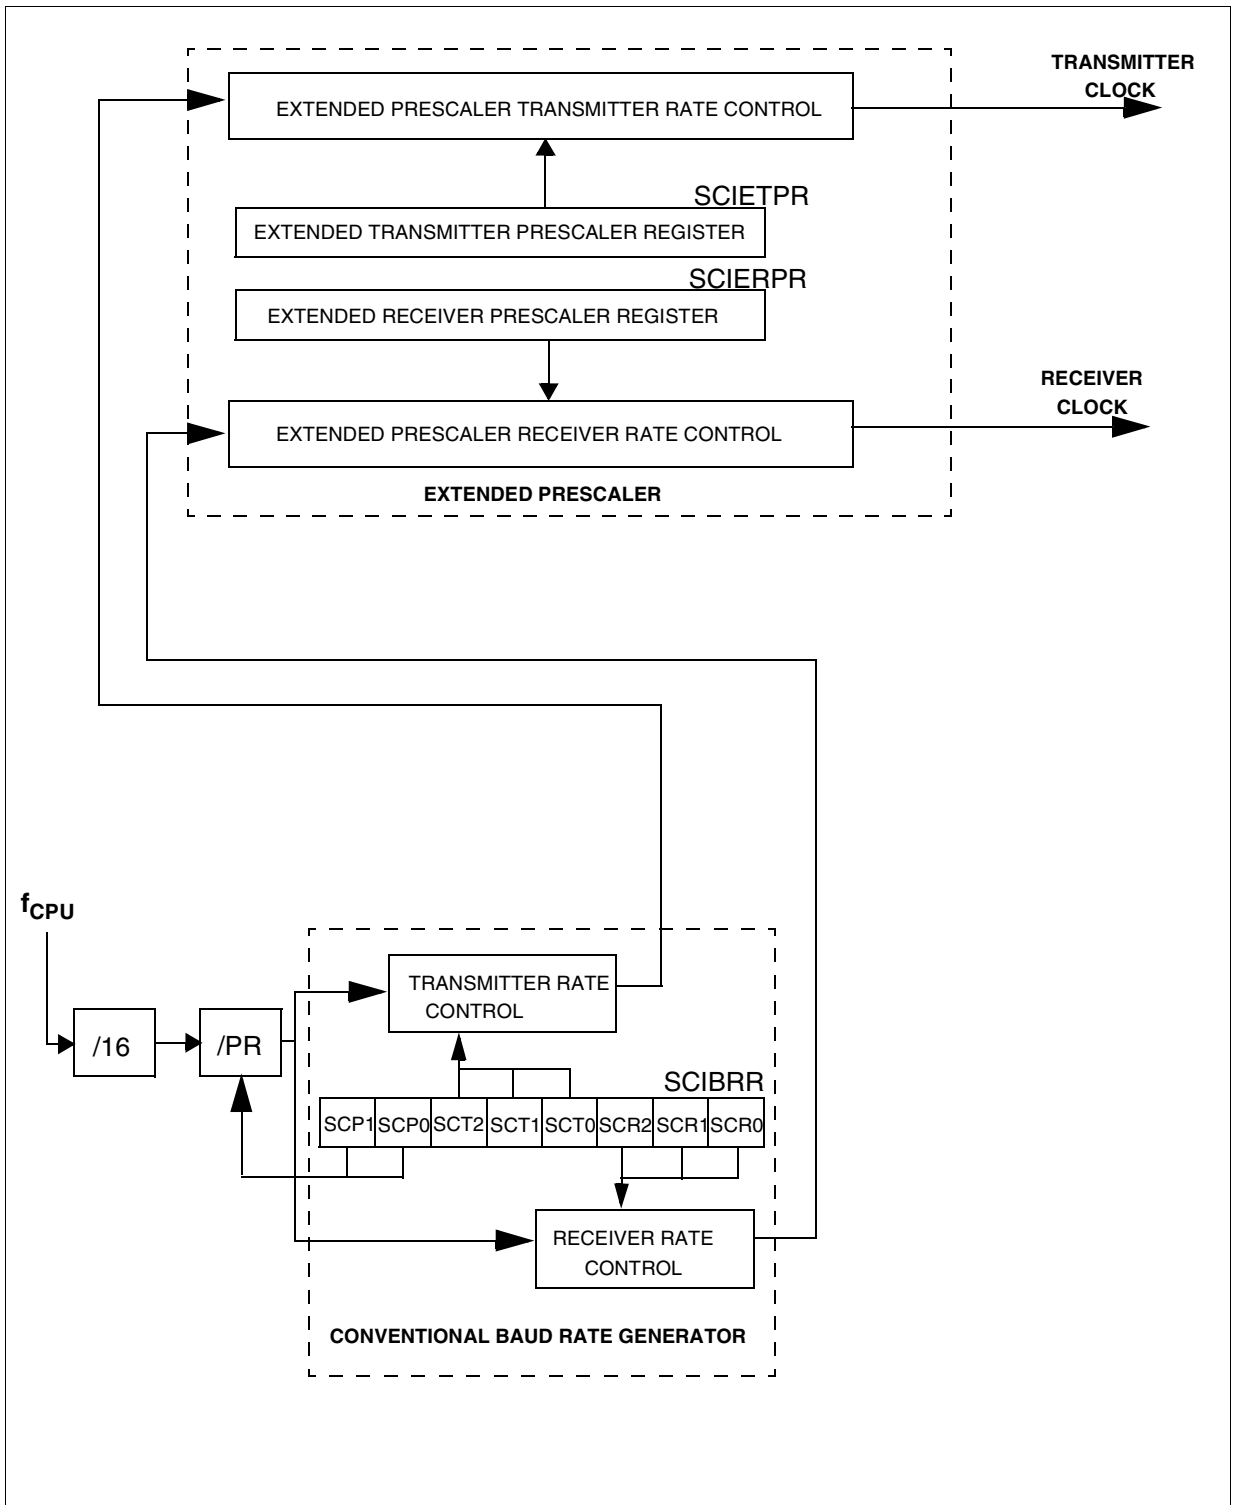 TRANSMITTER
CLOCK
EXTENDED PRESCALER TRANSMITTER RATE CONTROL
SCIETPR
EXTENDED TRANSMITTER PRESCALER REGISTER
SCIERPR
EXTENDED RECEIVER PRESCALER REGISTER
RECEIVER
CLOCK
EXTENDED PRESCALER RECEIVER RATE CONTROL
EXTENDED PRESCALER
fCPU
TRANSMITTER RATE
CONTROL
/16
/PR
SCIBRR
SCP1 SCP0 SCT2 SCT1 SCT0 SCR2 SCR1 SCR0
RECEIVER RATE
CONTROL
CONVENTIONAL BAUD RATE GENERATOR